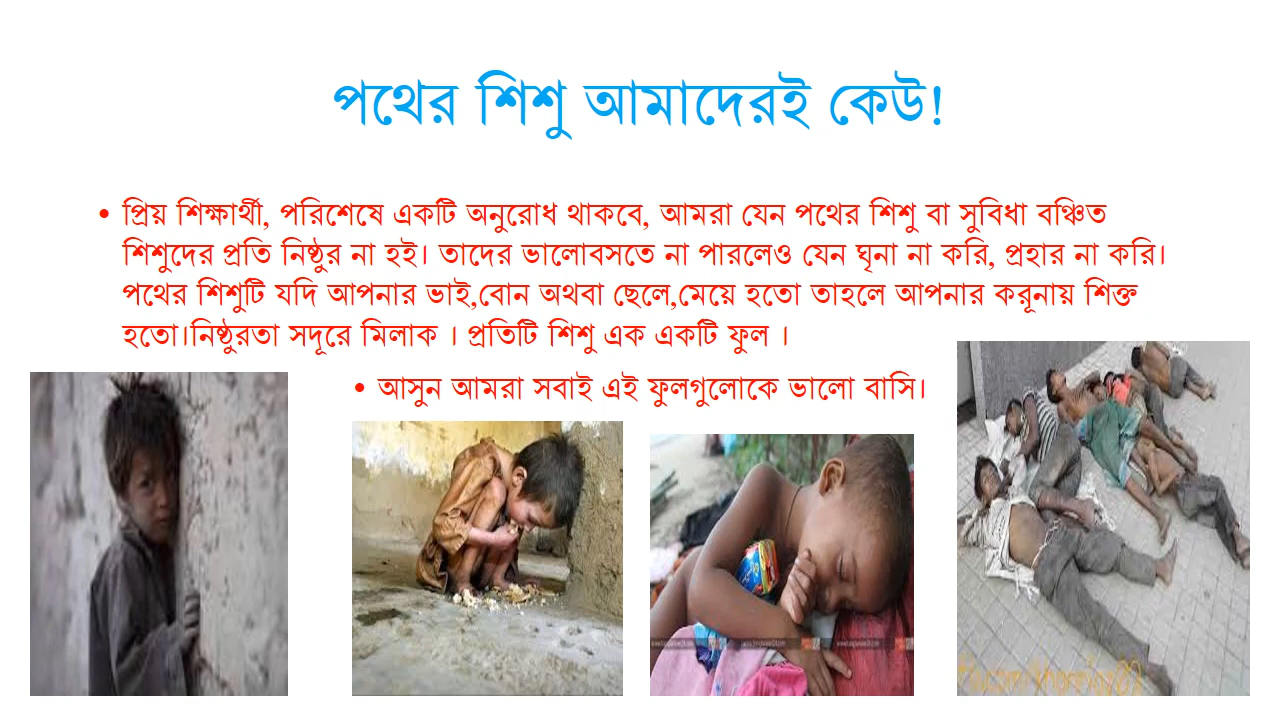 পথের শিশু আমাদেরই কেউ!
• প্রিয় শিক্ষার্থী, পরিশেষে একটি অনুরোধ থাকবে, আমরা যেন পথের শিশু বা সুবিধা বঞ্চিত
শিশুদের প্রতি নিষ্ঠুর না হই। তাদের ভালোবসতে না পারলেও যেন ঘৃনা না করি, প্রহার না করি।
পথের শিশুটি যদি আপনার ভাই,বোন অথবা ছেলে,মেয়ে হতো তাহলে আপনার করূনায় শিক্ত
হতো।নিষ্ঠুরতা সদূরে মিলাক । প্রতিটি শিশু এক একটি ফুল ।
• আসুন আমরা সবাই এই ফুলগুলোকে ভালো বাসি।